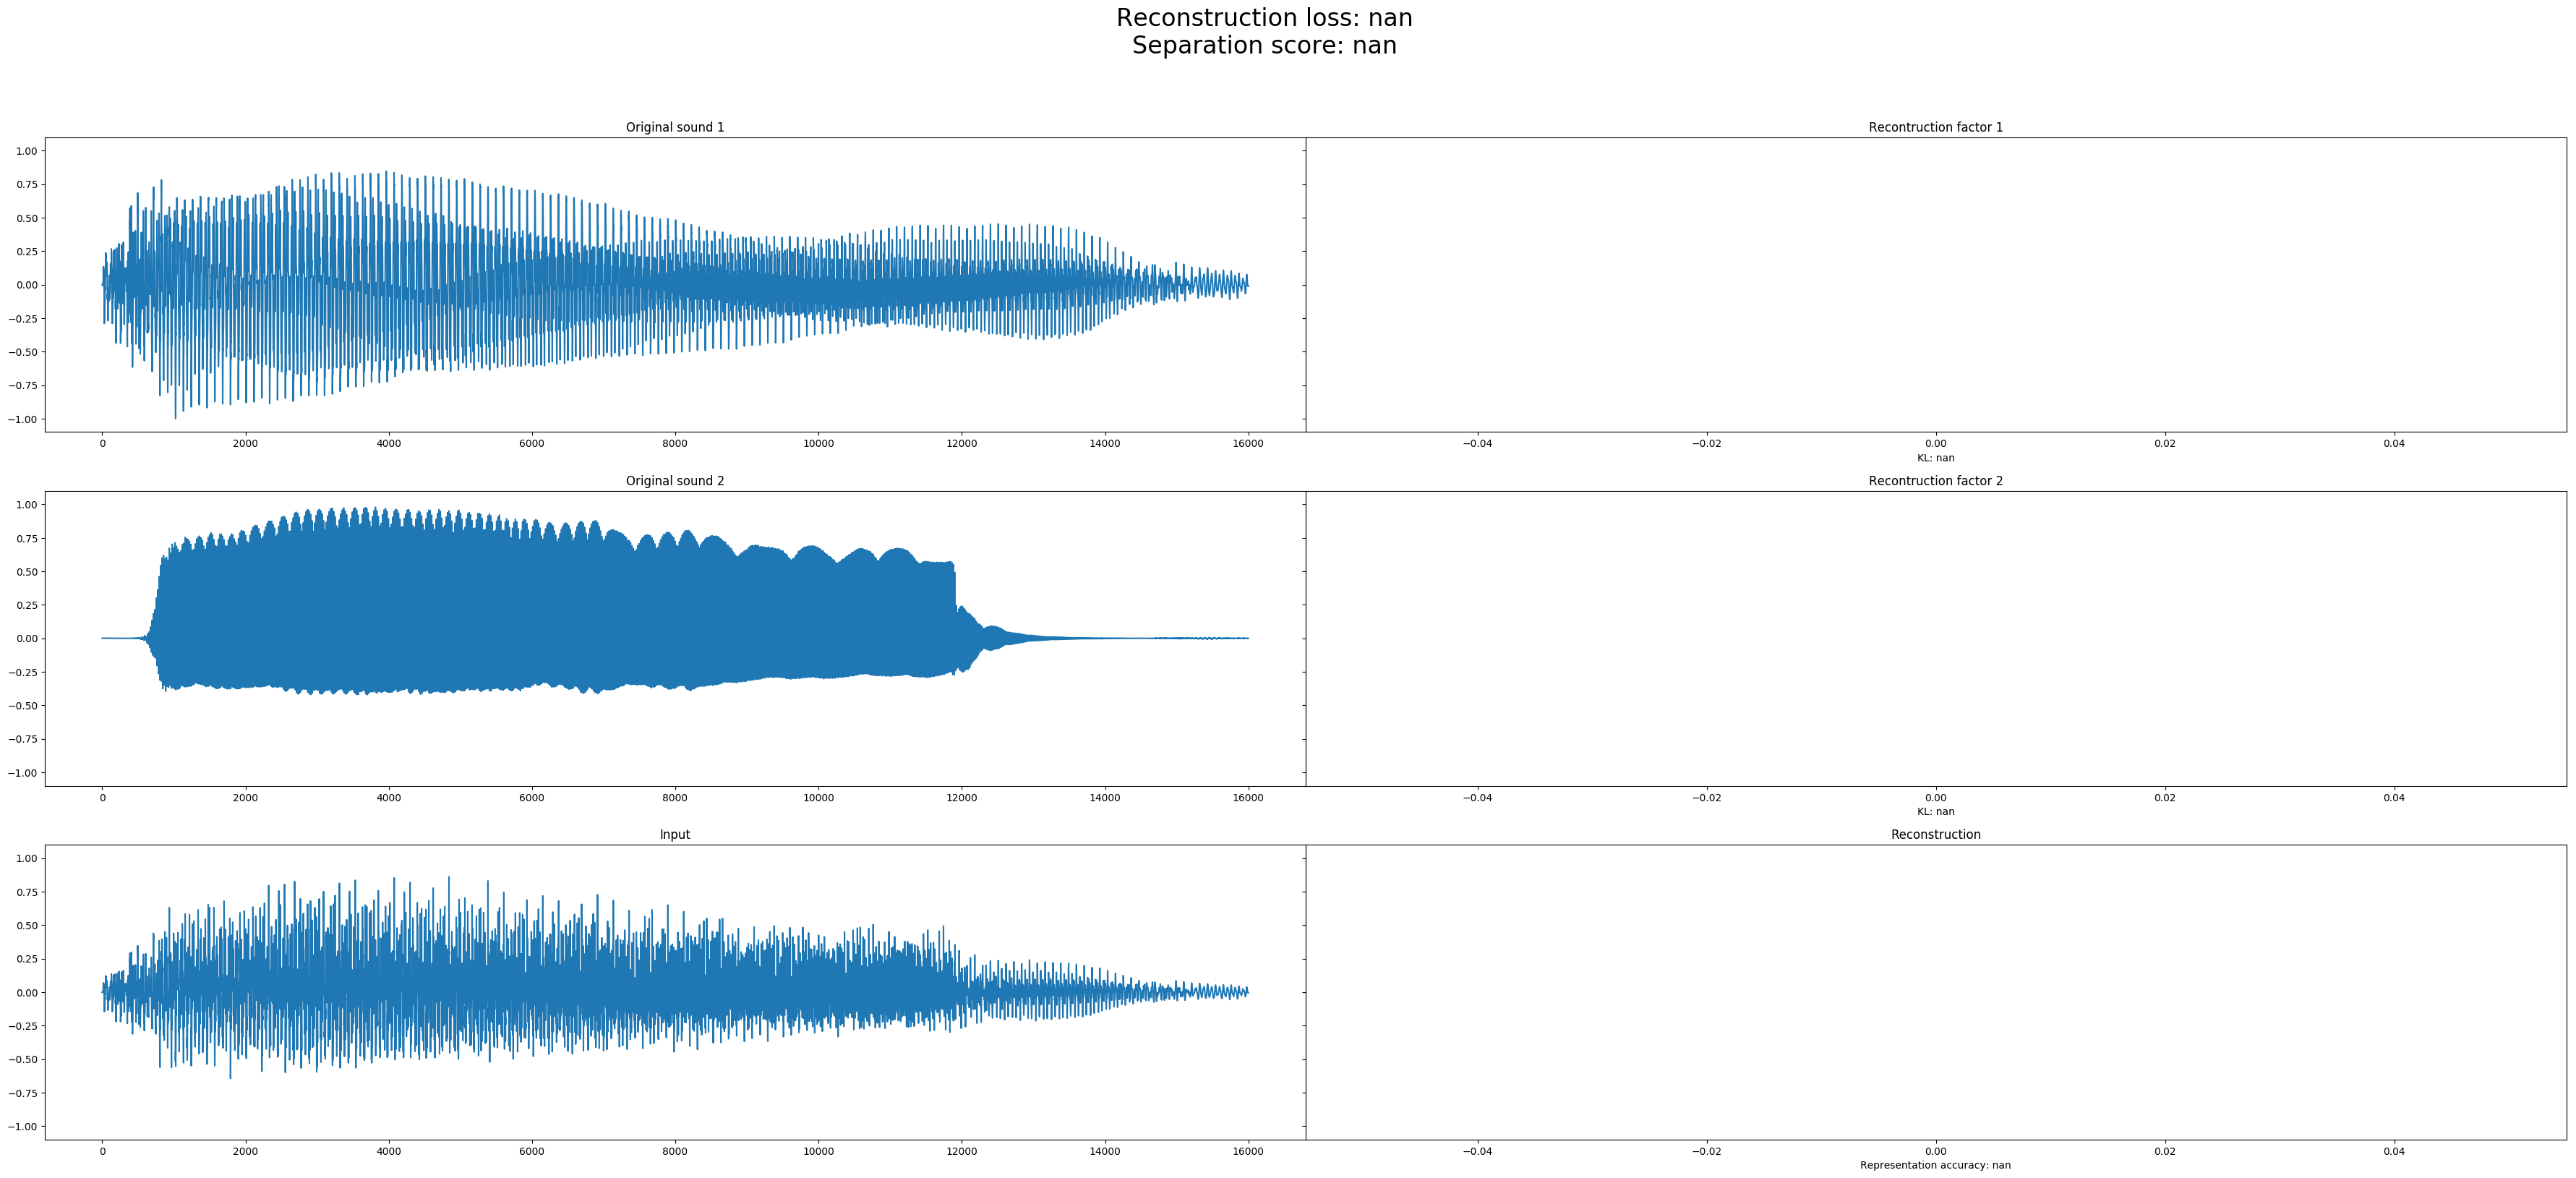 Reconstruction loss: nan
Separation score: nan
Original sound 1
Recontruction factor 1
1.00
0.75
0.50
0.25
0.00
−0.25
−0.50
−0.75
−1.00
0 2000 4000 6000 8000 10000 12000 14000 16000
−0.04 −0.02 0.00 0.02 0.04
KL: nan
Original sound 2
Recontruction factor 2
1.00
0.75
0.50
0.25
0.00
−0.25
−0.50
−0.75
−1.00
0 2000 4000 6000 8000 10000 12000 14000 16000
−0.04 −0.02 0.00 0.02 0.04
KL: nan
Input
Reconstruction
1.00
0.75
0.50
0.25
0.00
−0.25
−0.50
−0.75
−1.00
0 2000 4000 6000 8000 10000 12000 14000 16000
−0.04 −0.02 0.00 0.02 0.04
Representation accuracy: nan